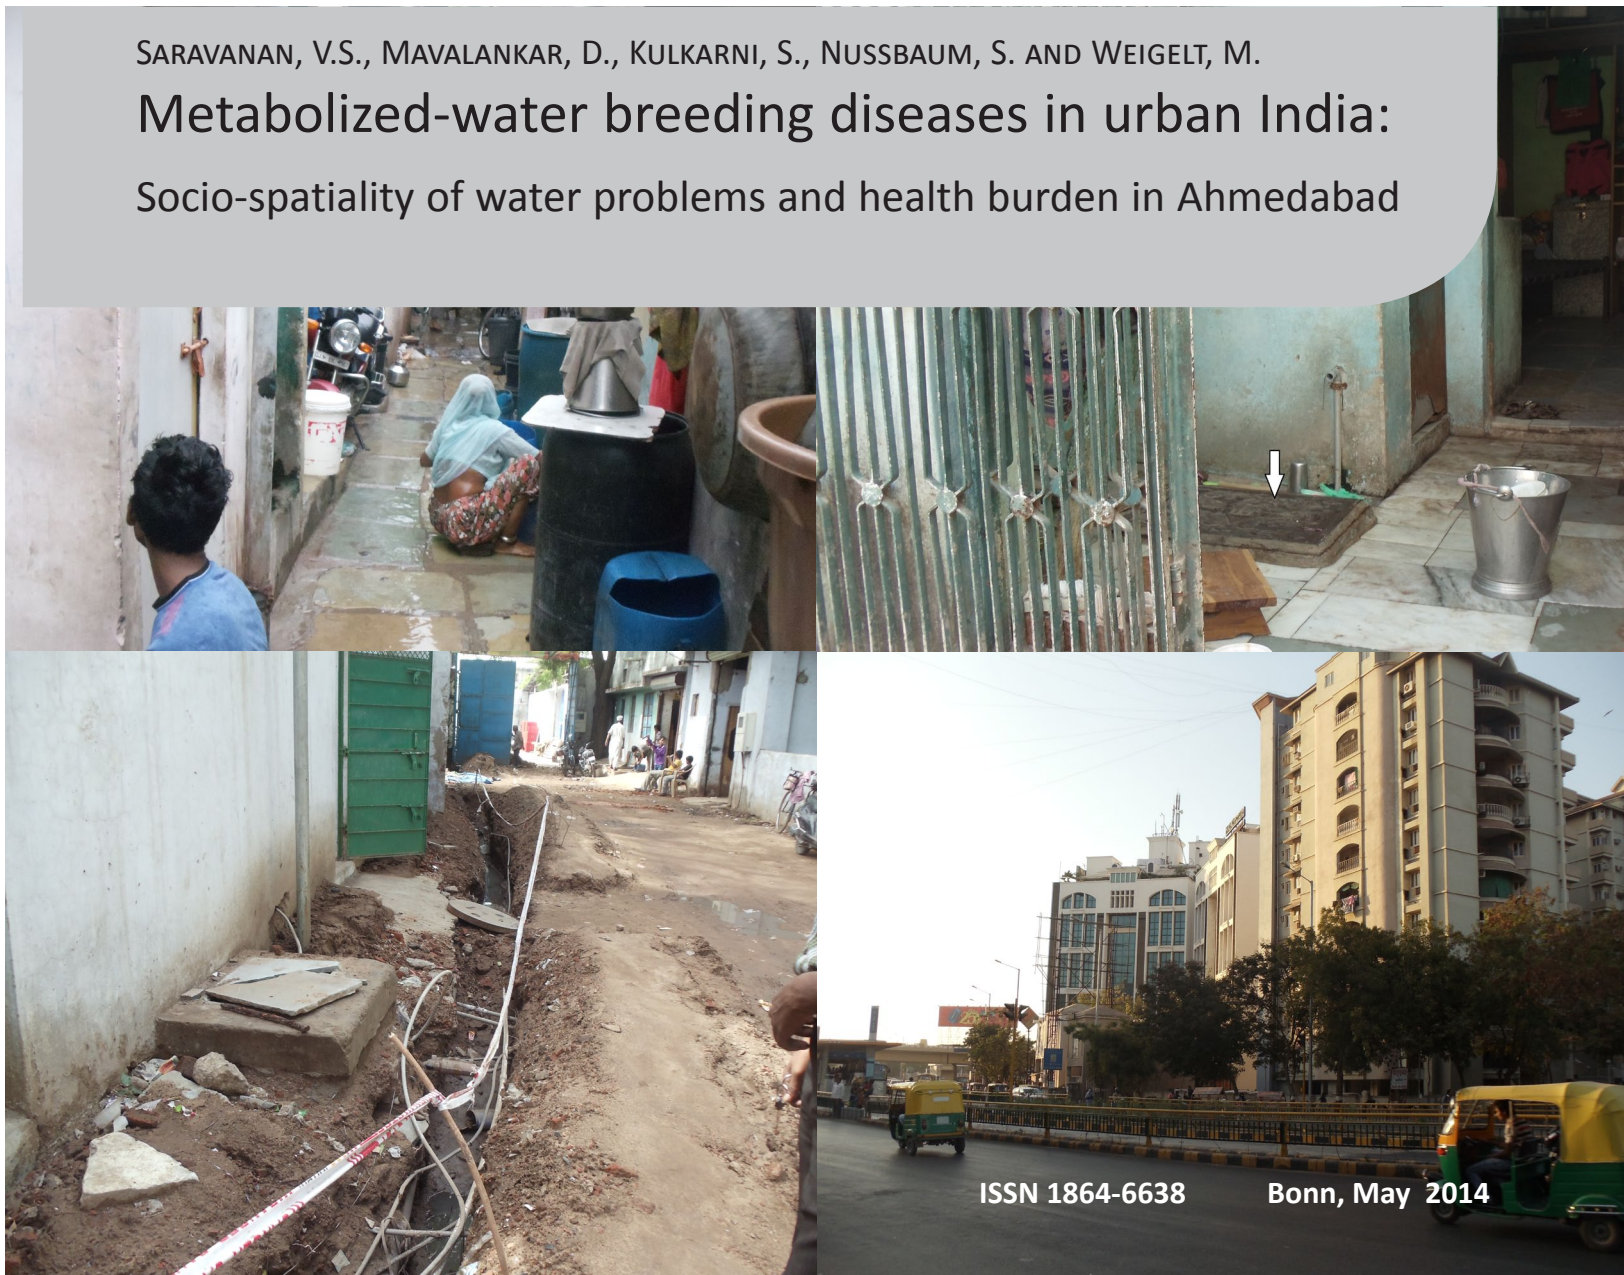 SARAVANAN, V.S., MAVALANKAR, D., KULKARNI, S., NUSSBAUM, S. AND WEIGELT, M.
Metabolized-water breeding diseases in urban India:
Socio-spatiality of water problems and health burden in Ahmedabad
ISSN 1864-6638 Bonn, May 2014